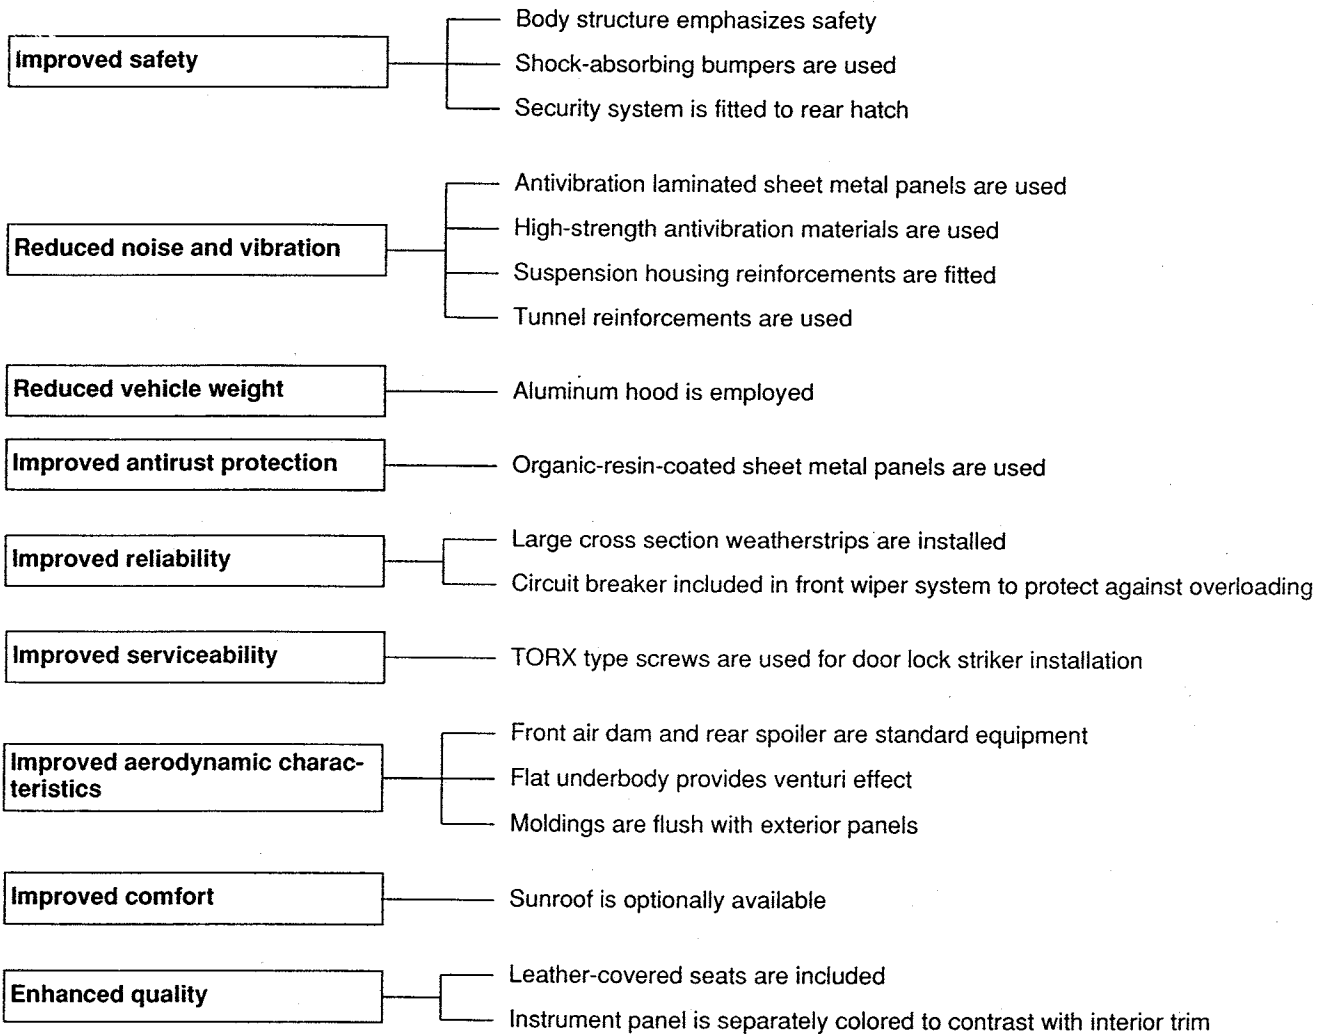 Improved safety
Body structure emphasizes safety
Shock-absorbing bumpers are used
Security system is fitted to rear hatch
Reduced noise and vibration
Antivibration laminated sheet metal panels are used
High-strength antivibration materials are used
Suspension housing reinforcements are fitted
Tunnel reinforcements are used
Reduced vehicle weight
Aluminum hood is employed
Improved antirust protection
Organic-resin-coated sheet metal panels are used
Improved reliability
Large cross section weatherstrips are installed
Circuit breaker included in front wiper system to protect against overloading
Improved serviceability
TORX type screws are used for door lock striker installation
Improved aerodynamic charac-
teristics
Front air dam and rear spoiler are standard equipment
Flat underbody provides venturi effect
Moldings are flush with exterior panels
Improved comfort
Sunroof is optionally available
Enhanced quality
Leather-covered seats are included
Instrument panel is separately colored to contrast with interior trim